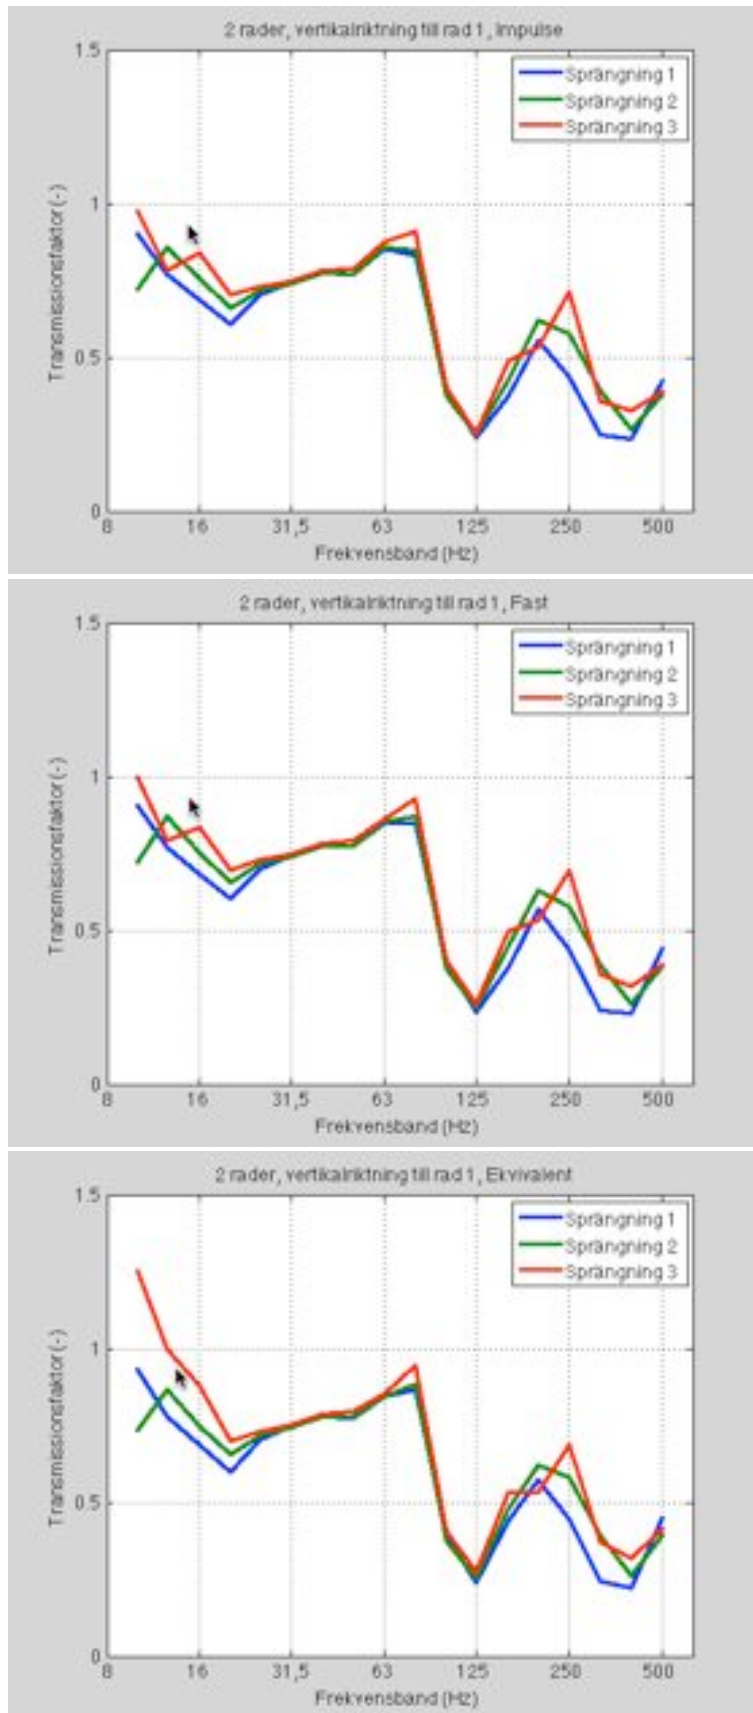 2 rader, vertikalriktning till rad 1, Impulse
1.5
Sprängning 1
Sprängning 2
Sprängning 3
1
Transmissionsfaktor (-)
0.5
0
8 16 31,5 63 125 250 500
Frekvensband (Hz)
2 rader, vertikalriktning till rad 1, Fast
1.5
Sprängning 1
Sprängning 2
Sprängning 3
1
Transmissionsfaktor (-)
0.5
0
8 16 31,5 63 125 250 500
Frekvensband (Hz)
2 rader, vertikalriktning till rad 1, Ekvivalent
1.5
Sprängning 1
Sprängning 2
Sprängning 3
1
Transmissionsfaktor (-)
0.5
0
8 16 31,5 63 125 250 500
Frekvensband (Hz)